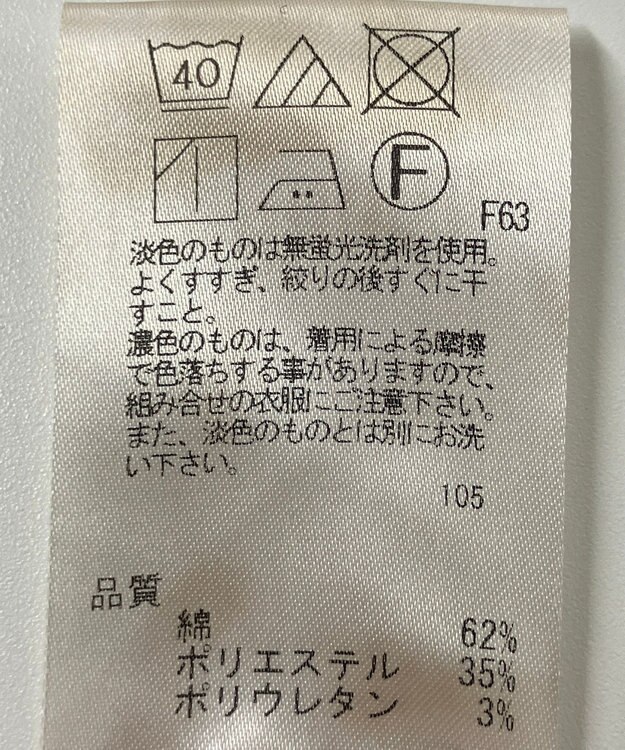 40
F
F63
淡色のものは無蛍光洗剤を使用。
よくすすぎ、絞りの後すぐに干
すこと。
濃色のものは、着用による摩擦
で色落ちする事がありますので、
組み合せの衣服にご注意下さい。
また、淡色のものとは別にお洗
い下さい。
105
品質
綿 62%
ポリエステル 35%
ポリウレタン 3%